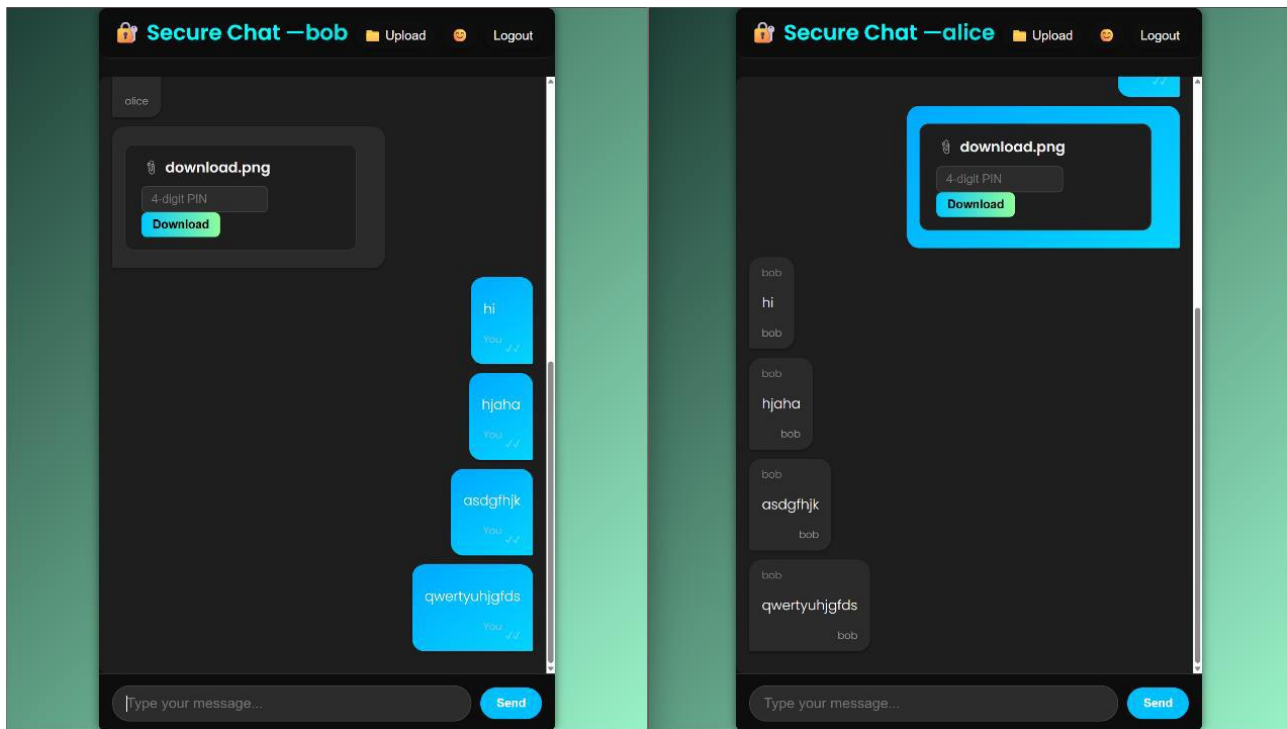 Secure Chat —bob
Upload
Logout
alice
download.png
4-digit PIN
Download
hi
You ✓✓
hjaha
You ✓✓
asdgfhjk
You ✓✓
qwertyuhjgfds
You ✓✓
Type your message...
Send
Secure Chat —alice
Upload
Logout
✓✓
download.png
4-digit PIN
Download
bob
hi
bob
bob
hjaha
bob
bob
asdgfhjk
bob
bob
qwertyuhjgfds
bob
Type your message...
Send